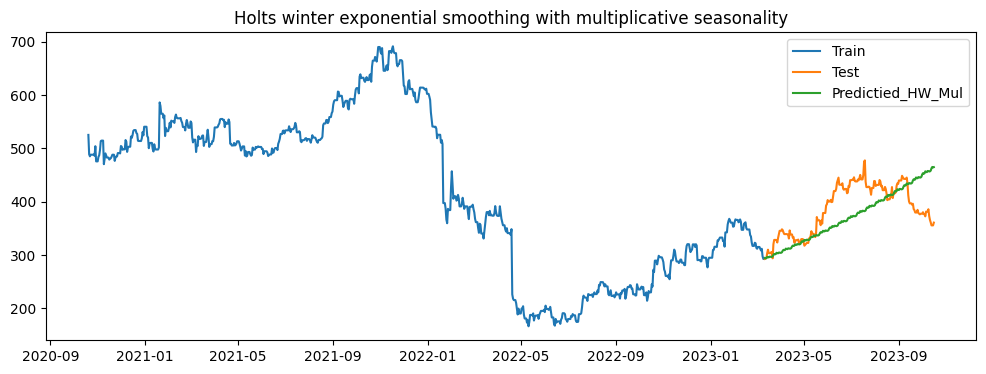 Holts winter exponential smoothing with multiplicative seasonality
700
600
500
400
300
200
Train
Test
Predictied_HW_Mul
2020-09 2021-01 2021-05 2021-09 2022-01 2022-05 2022-09 2023-01 2023-05 2023-09